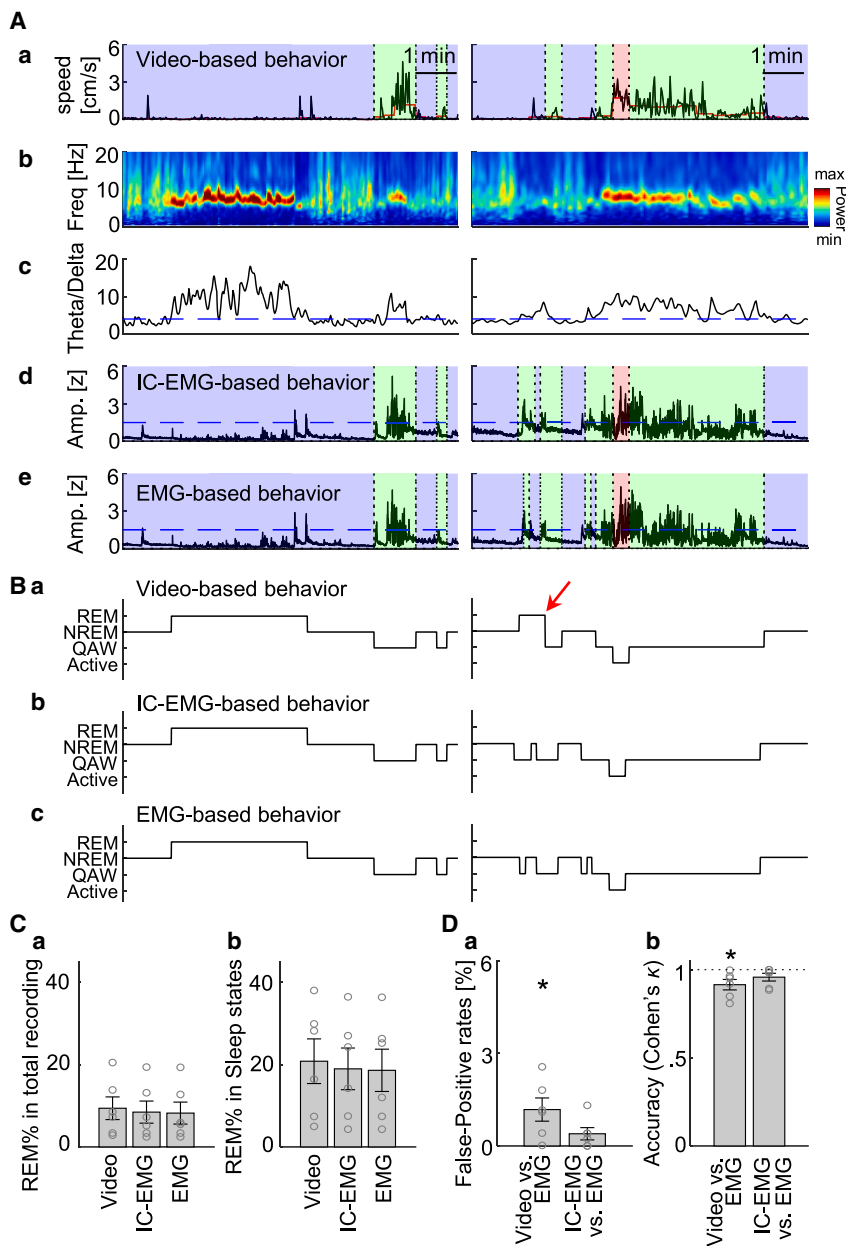 A
a
Video-based behavior
1 min
1 min
speed
[cm/s]
6
3
0
b
Freq [Hz]
20
10
0
max
Power
min
c
Theta/Delta
20
10
0
d
IC-EMG-based behavior
Amp. [z]
6
3
0
e
EMG-based behavior
Amp. [z]
6
3
0
B
a
Video-based behavior
REM
NREM
QAW
Active
b
IC-EMG-based behavior
REM
NREM
QAW
Active
c
EMG-based behavior
REM
NREM
QAW
Active
C
a
REM% in total recording
40
20
0
Video
IC-EMG
EMG
b
REM% in Sleep states
40
20
0
Video
IC-EMG
EMG
D
a
False-Positive rates [%]
6
3
0
*
Video vs.
EMG
IC-EMG
vs. EMG
b
Accuracy (Cohen's κ)
1
.5
0
*
Video vs.
EMG
IC-EMG
vs. EMG